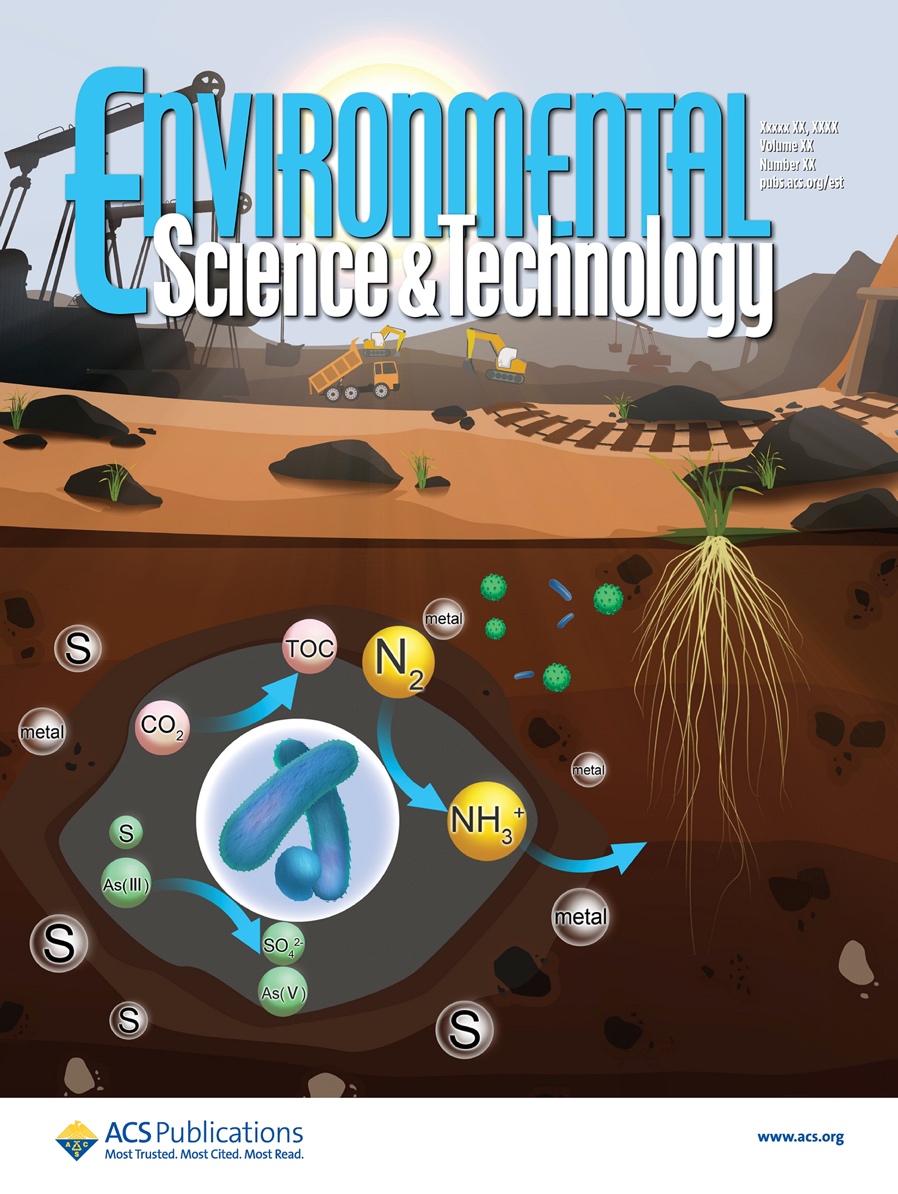 ENVIRONMENTAL
Science & Technology
Xxxxx XX, XXXX
Volume XX
Number XX
pubs.acs.org/est
metal
S
TOC
N₂
CO₂
metal
metal
S
NH₃⁺
As(III)
metal
S
SO₄²⁻
As(V)
S
S
ACS Publications
Most Trusted. Most Cited. Most Read.
www.acs.org
A C S